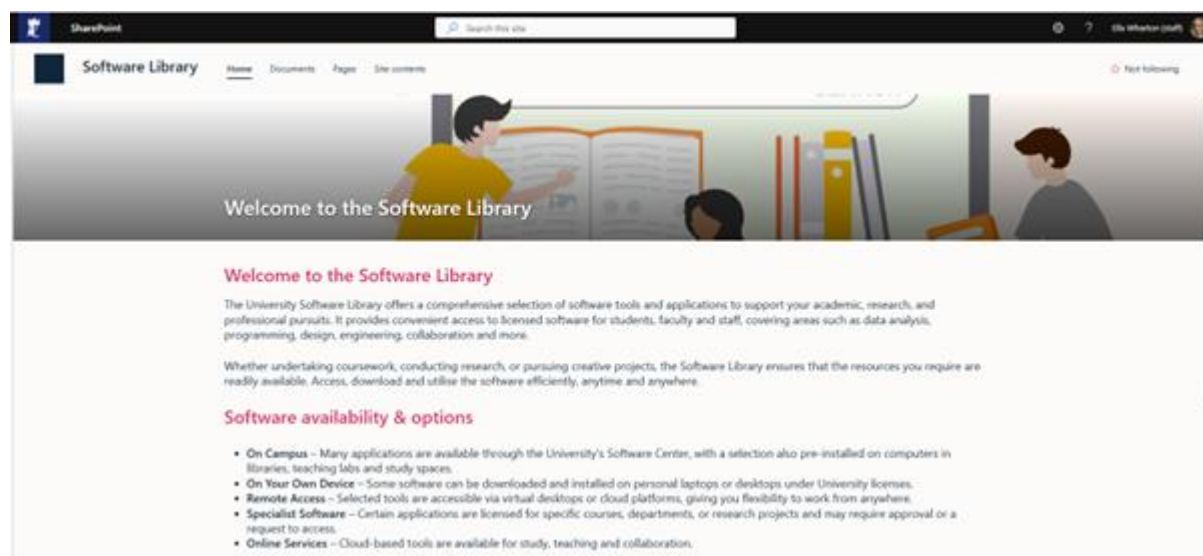 SharePoint
Search this site
Ella Wharton (staff)
Software Library
Home
Documents
Pages
Site contents
Not following
Welcome to the Software Library
Welcome to the Software Library
The University Software Library offers a comprehensive selection of software tools and applications to support your academic, research, and
professional pursuits. It provides convenient access to licensed software for students, faculty and staff, covering areas such as data analysis,
programming, design, engineering, collaboration and more.
Whether undertaking coursework, conducting research, or pursuing creative projects, the Software Library ensures that the resources you require are
readily available. Access, download and utilise the software efficiently, anytime and anywhere.
Software availability & options
• On Campus – Many applications are available through the University's Software Center, with a selection also pre-installed on computers in
libraries, teaching labs and study spaces.
• On Your Own Device – Some software can be downloaded and installed on personal laptops or desktops under University licenses.
• Remote Access – Selected tools are accessible via virtual desktops or cloud platforms, giving you flexibility to work from anywhere.
• Specialist Software – Certain applications are licensed for specific courses, departments, or research projects and may require approval or a
request to access.
• Online Services – Cloud-based tools are available for study, teaching and collaboration.